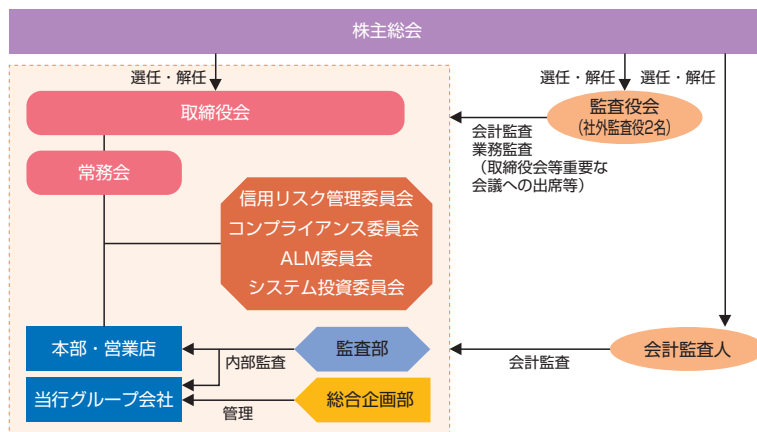 株主総会
選任・解任
選任・解任
選任・解任
取締役会
監査役会
(社外監査役2名)
会計監査
業務監査
（取締役会等重要な
会議への出席等）
常務会
信用リスク管理委員会
コンプライアンス委員会
ALM委員会
システム投資委員会
本部・営業店
監査部
内部監査
会計監査
会計監査人
当行グループ会社
総合企画部
管理